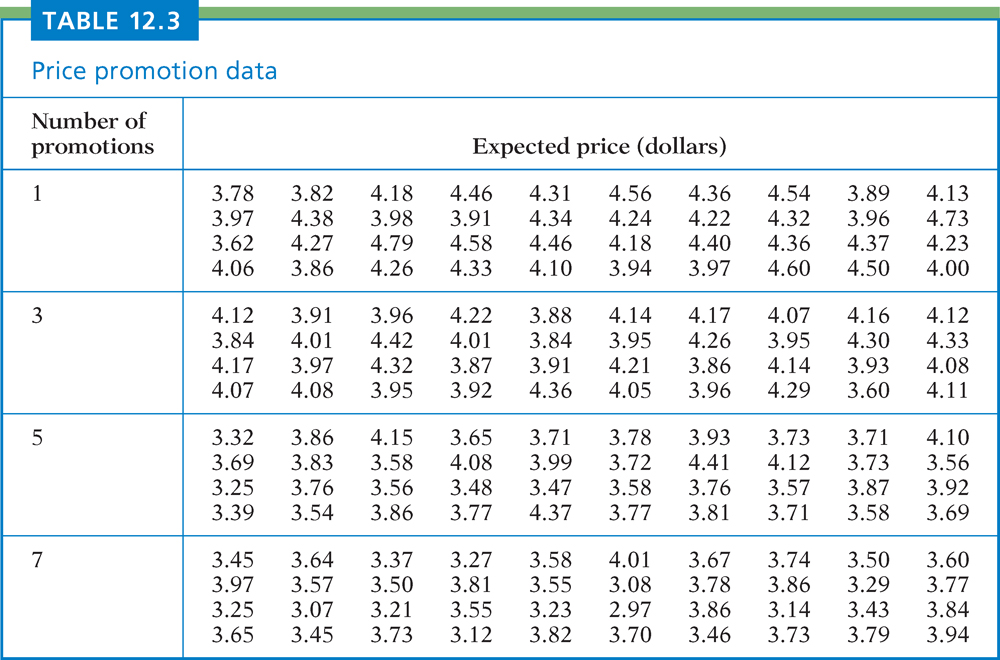 TABLE 12.3
Price promotion data
Number of
promotions
Expected price (dollars)
1 3.78 3.82 4.18 4.46 4.31 4.56 4.36 4.54 3.89 4.13
3.97 4.38 3.98 3.91 4.34 4.24 4.22 4.32 3.96 4.73
3.62 4.27 4.79 4.58 4.46 4.18 4.40 4.36 4.37 4.23
4.06 3.86 4.26 4.33 4.10 3.94 3.97 4.60 4.50 4.00
3 4.12 3.91 3.96 4.22 3.88 4.14 4.17 4.07 4.16 4.12
3.84 4.01 4.42 4.01 3.84 3.95 4.26 3.95 4.30 4.33
4.17 3.97 4.32 3.87 3.91 4.21 3.86 4.14 3.93 4.08
4.07 4.08 3.95 3.92 4.36 4.05 3.96 4.29 3.60 4.11
5 3.32 3.86 4.15 3.65 3.71 3.78 3.93 3.73 3.71 4.10
3.69 3.83 3.58 4.08 3.99 3.72 4.41 4.12 3.73 3.56
3.25 3.76 3.56 3.48 3.47 3.58 3.76 3.57 3.87 3.92
3.39 3.54 3.86 3.77 4.37 3.77 3.81 3.71 3.58 3.69
7 3.45 3.64 3.37 3.27 3.58 4.01 3.67 3.74 3.50 3.60
3.97 3.57 3.50 3.81 3.55 3.08 3.78 3.86 3.29 3.77
3.25 3.07 3.21 3.55 3.23 2.97 3.86 3.14 3.43 3.84
3.65 3.45 3.73 3.12 3.82 3.70 3.46 3.73 3.79 3.94